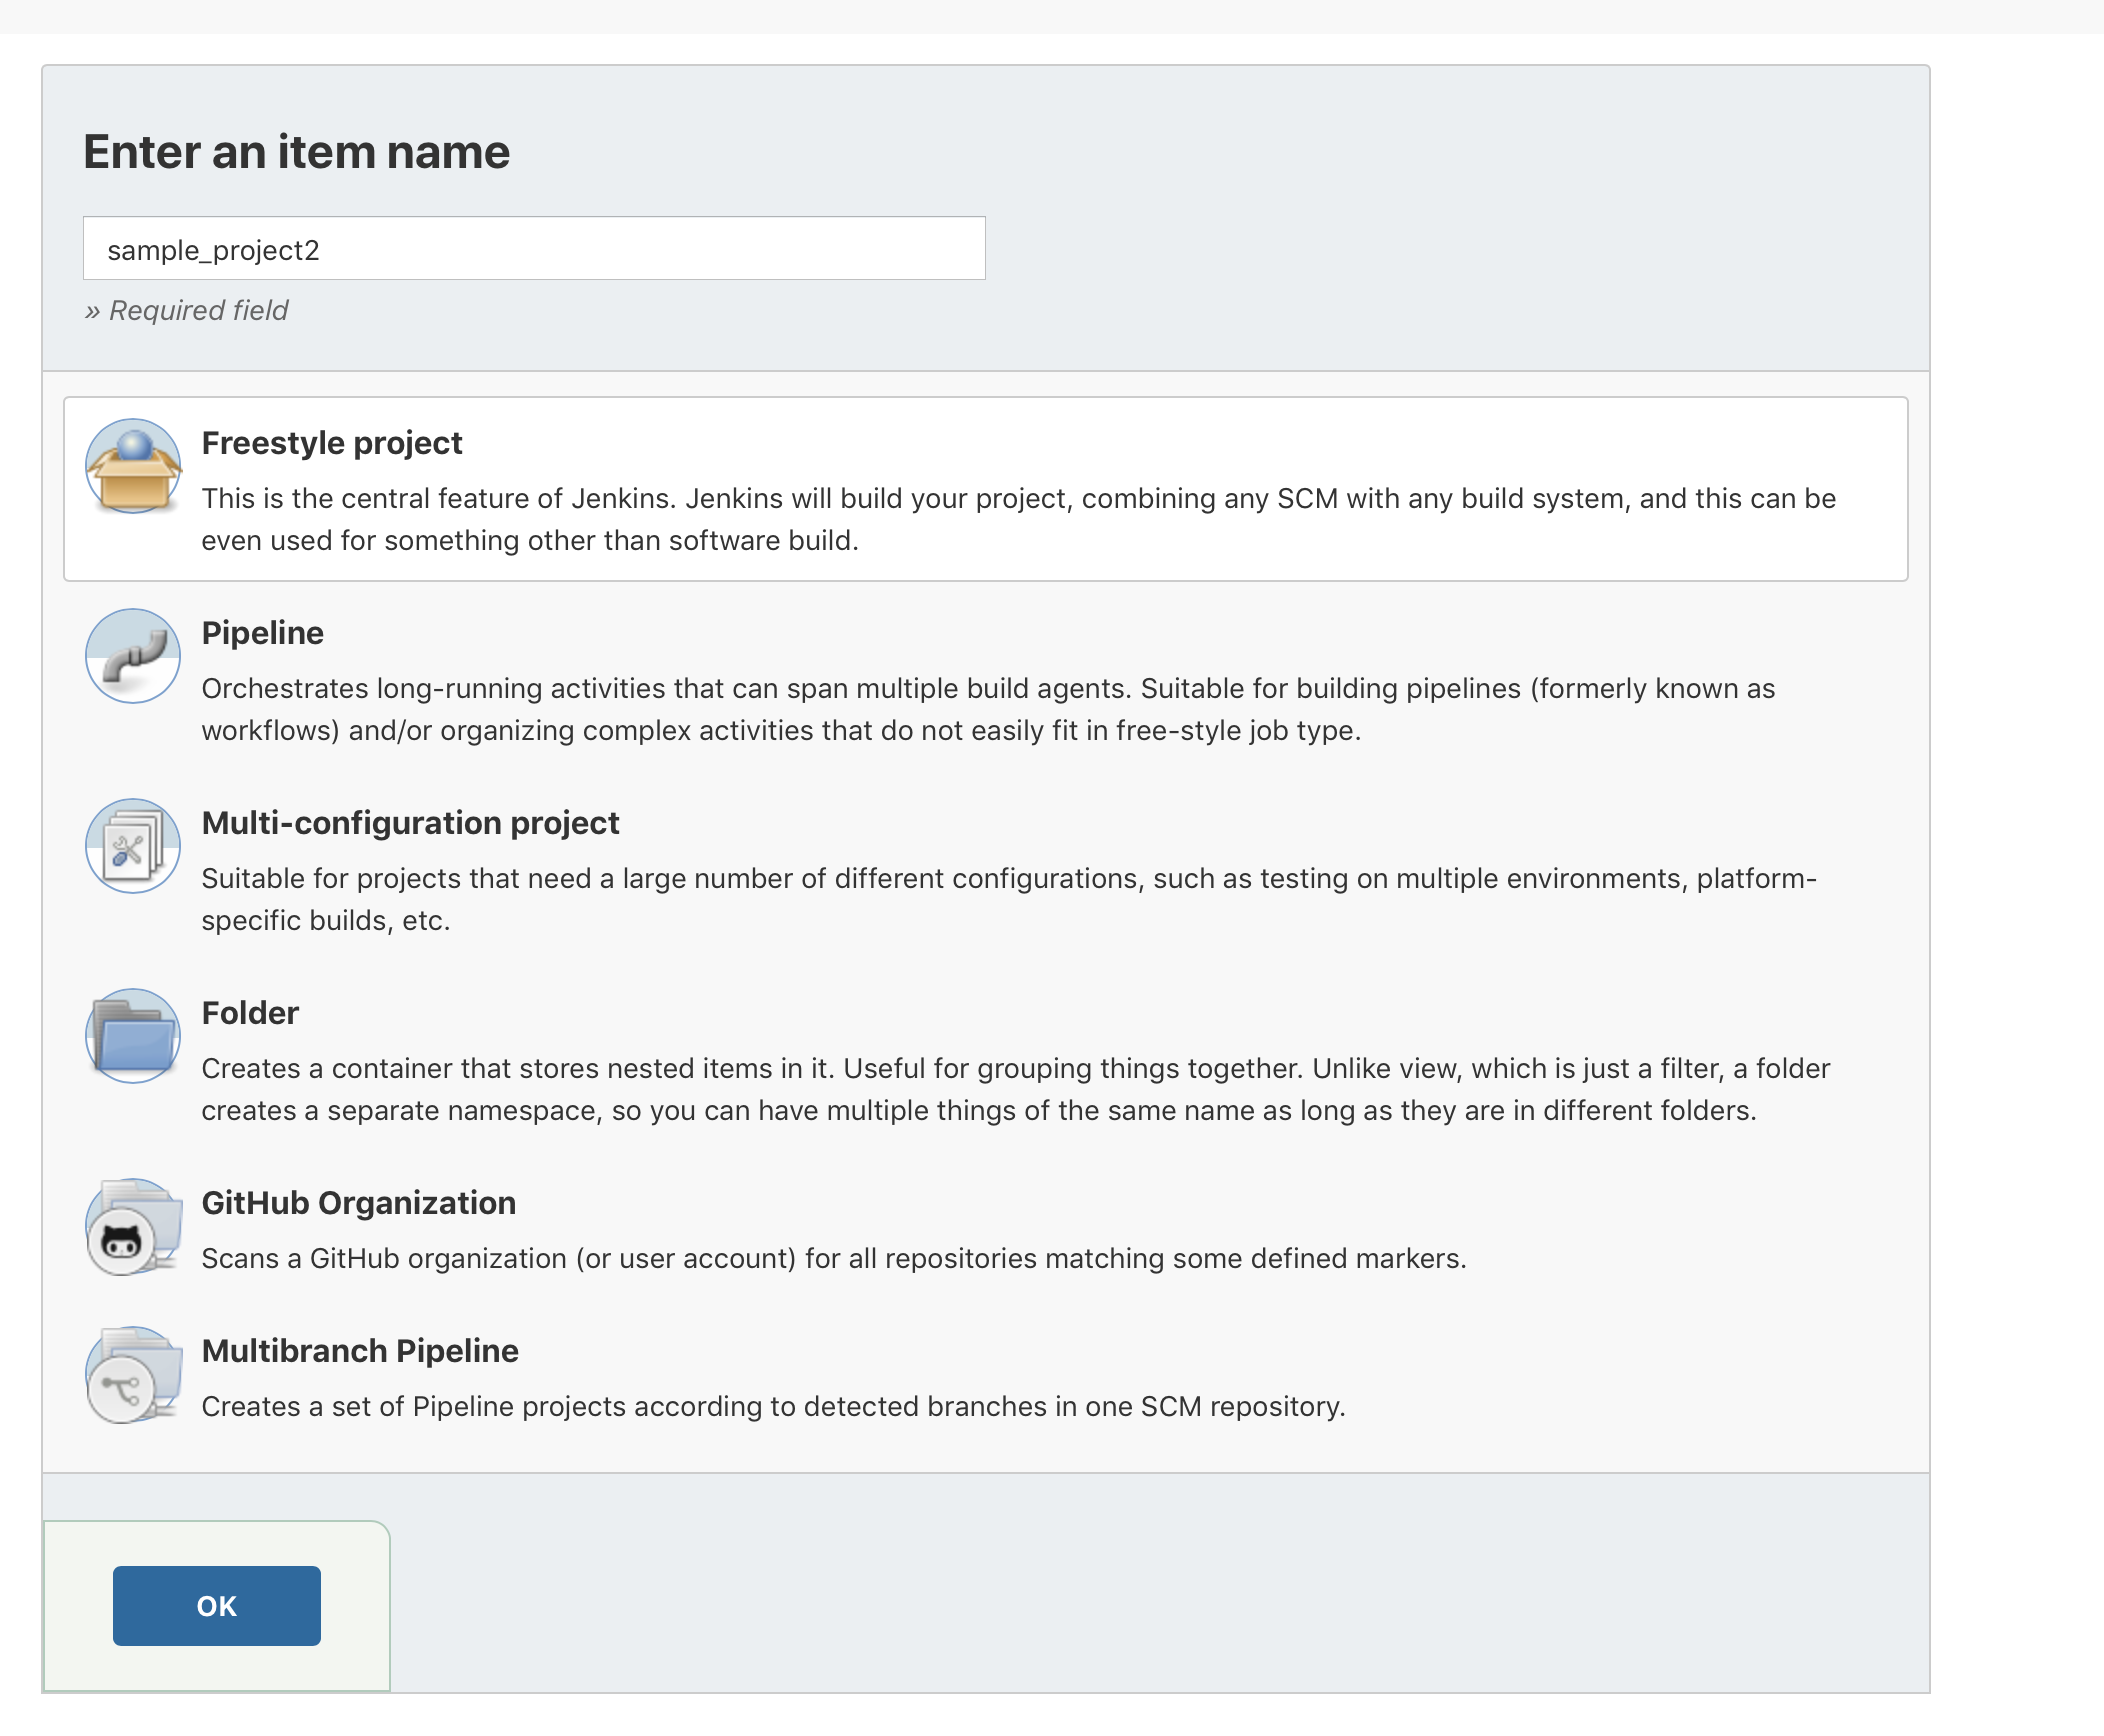 Enter an item name
sample_project2
» Required field
Freestyle project
This is the central feature of Jenkins. Jenkins will build your project, combining any SCM with any build system, and this can be
even used for something other than software build.
Pipeline
Orchestrates long-running activities that can span multiple build agents. Suitable for building pipelines (formerly known as
workflows) and/or organizing complex activities that do not easily fit in free-style job type.
Multi-configuration project
Suitable for projects that need a large number of different configurations, such as testing on multiple environments, platform-
specific builds, etc.
Folder
Creates a container that stores nested items in it. Useful for grouping things together. Unlike view, which is just a filter, a folder
creates a separate namespace, so you can have multiple things of the same name as long as they are in different folders.
GitHub Organization
Scans a GitHub organization (or user account) for all repositories matching some defined markers.
Multibranch Pipeline
Creates a set of Pipeline projects according to detected branches in one SCM repository.
OK